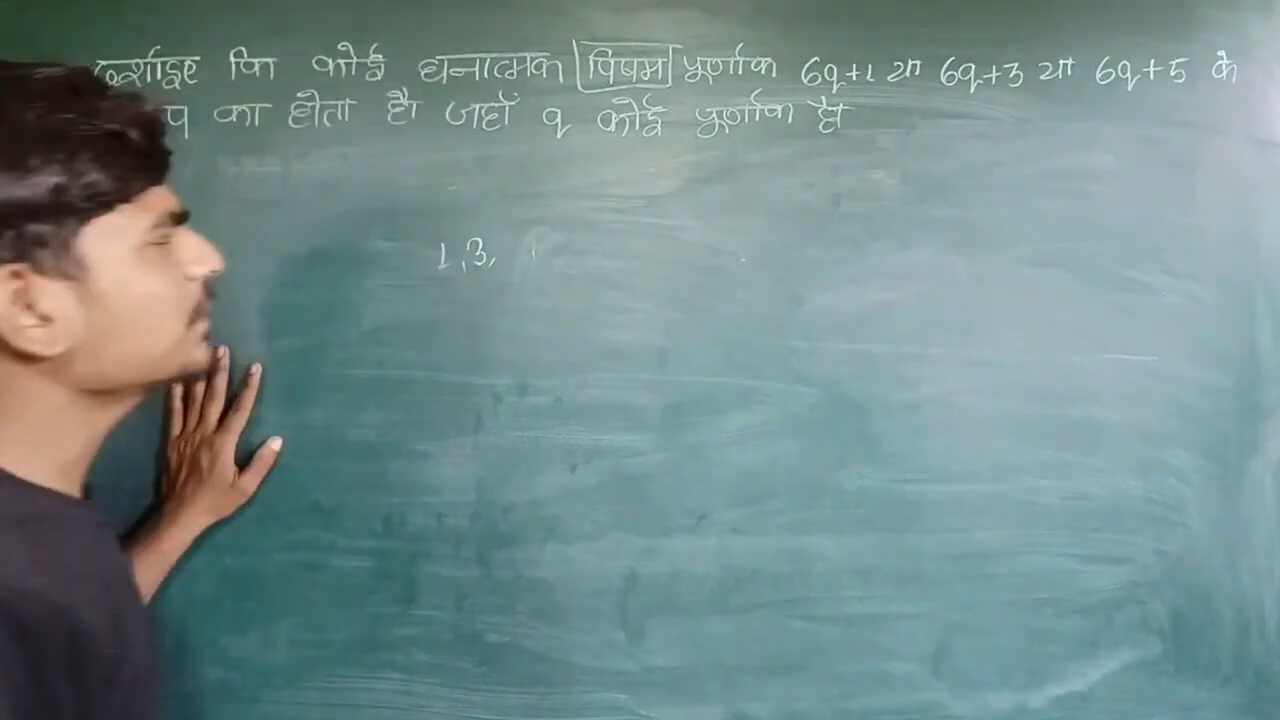 दर्शाइए कि कोई धनात्मक विषम पूर्णांक 6q+1 या 6q+3 या 6q+5 के
प का होता है। जहाँ q कोई पूर्णांक है।
1,3,